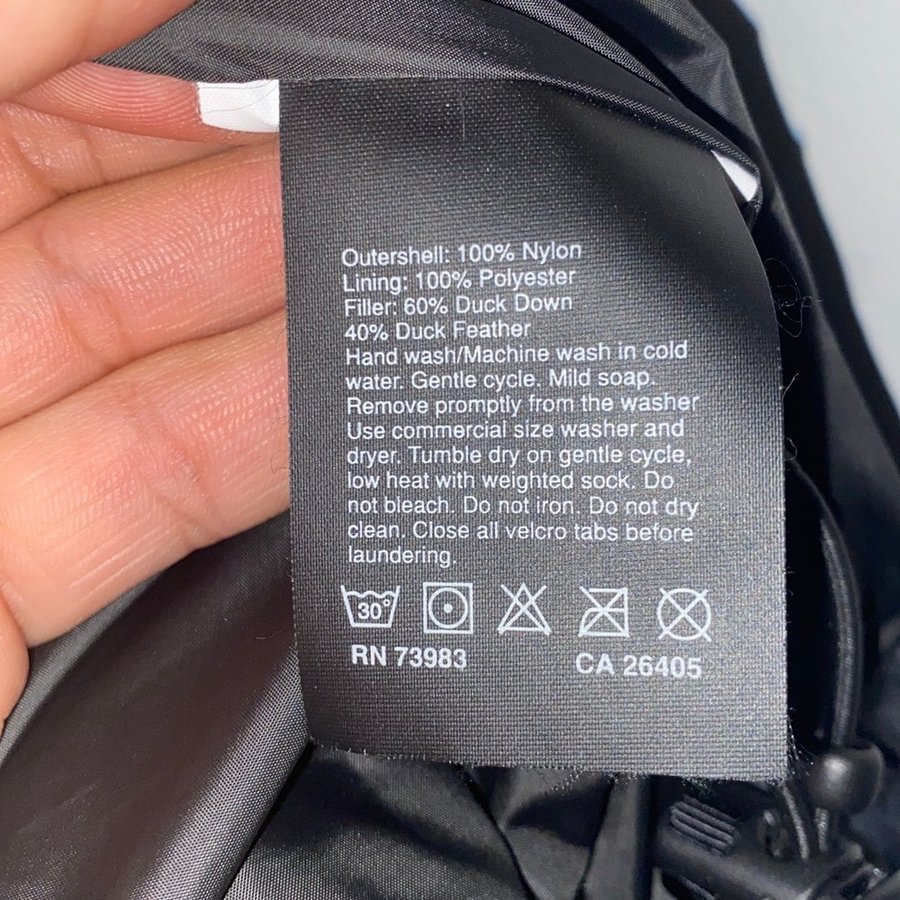 Outershell: 100% Nylon
Lining: 100% Polyester
Filler: 60% Duck Down
40% Duck Feather
Hand wash/Machine wash in cold
water. Gentle cycle. Mild soap.
Remove promptly from the washer
Use commercial size washer and
dryer. Tumble dry on gentle cycle,
low heat with weighted sock. Do
not bleach. Do not iron. Do not dry
clean. Close all velcro tabs before
laundering.
30°
RN 73983 CA 26405